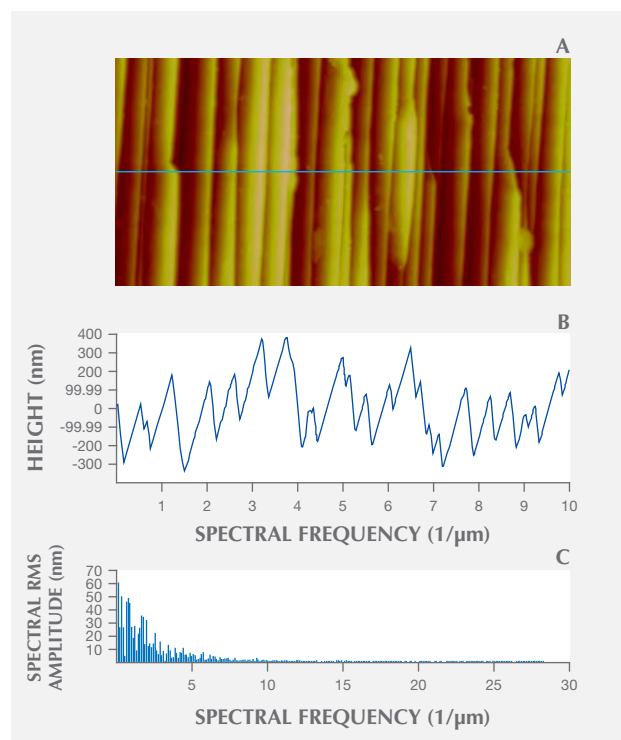 A
B
HEIGHT (nm)
400
300
200
99.99
0
-99.99
-200
-300
1 2 3 4 5 6 7 8 9 10
SPECTRAL FREQUENCY (1/µm)
C
SPECTRAL RMS
AMPLITUDE (nm)
70
60
50
40
30
20
10
5 10 15 20 25 30
SPECTRAL FREQUENCY (1/µm)